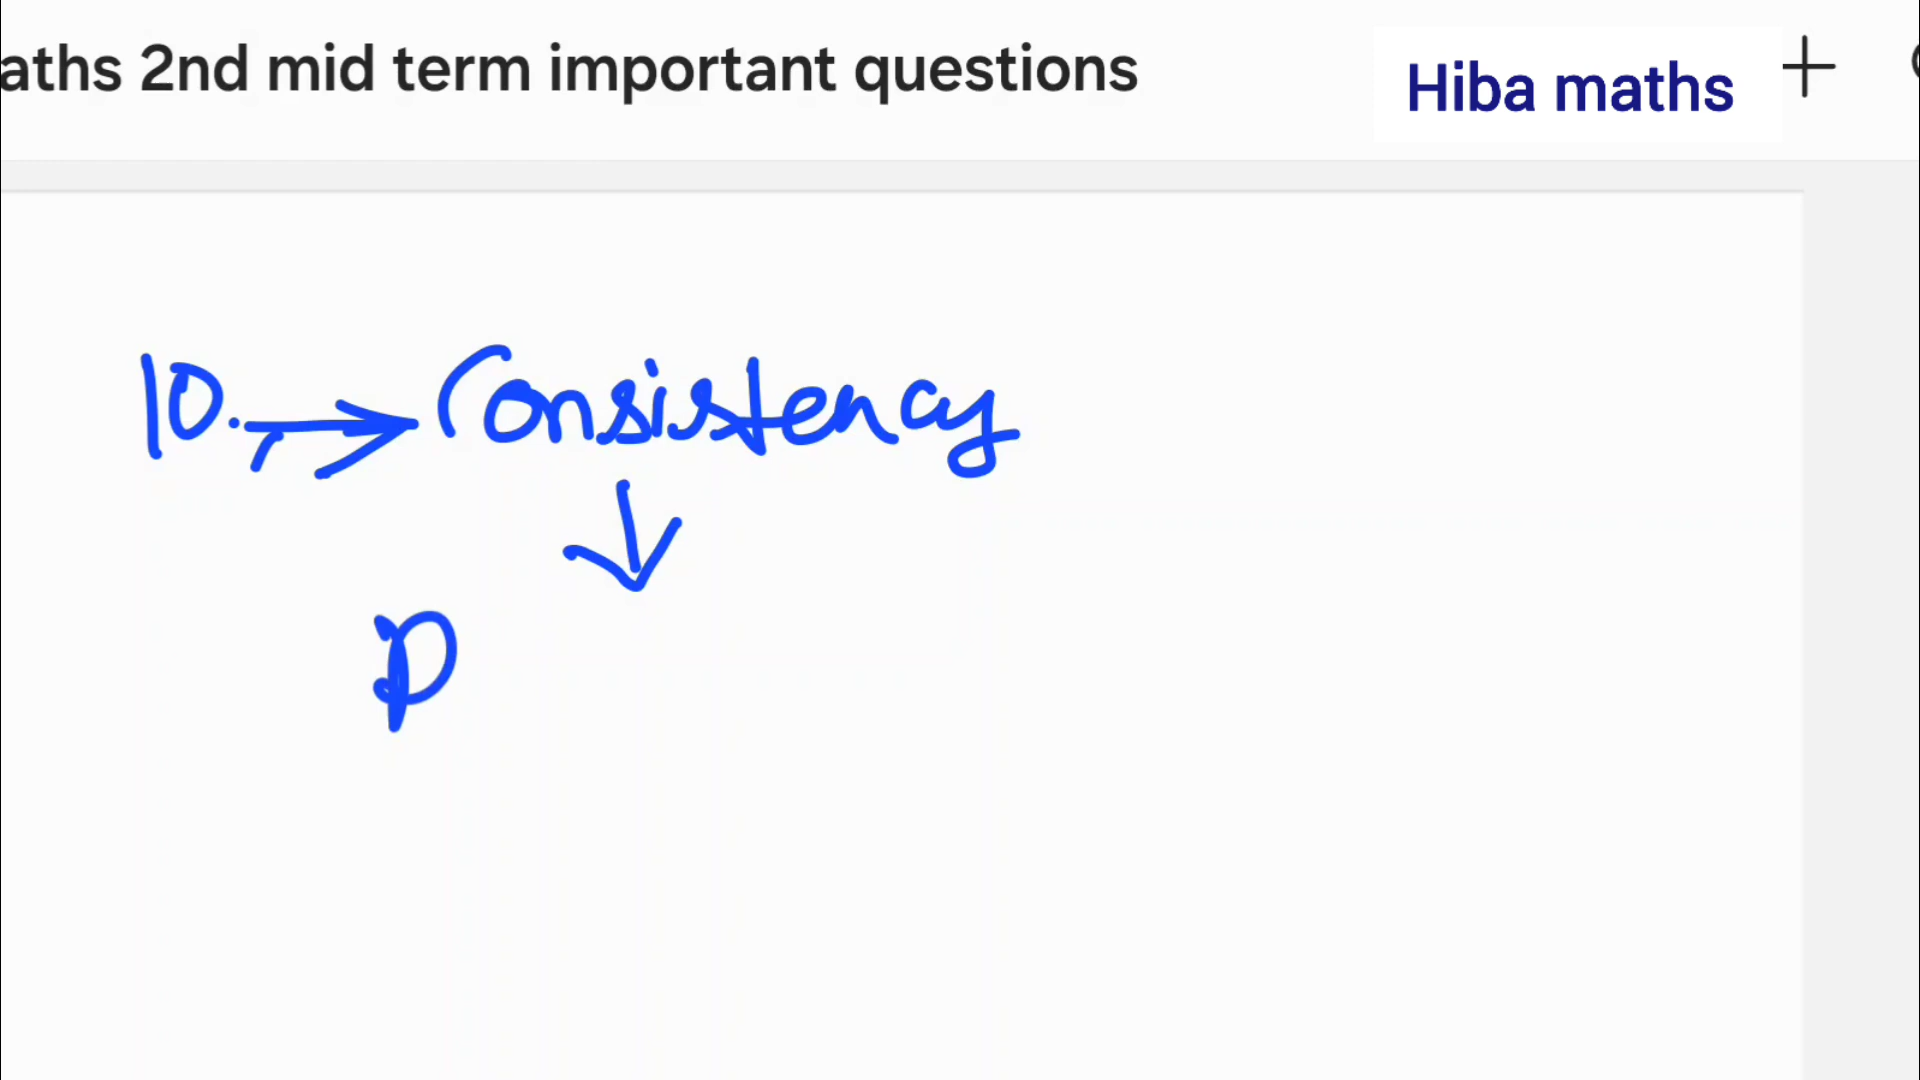 aths 2nd mid term important questions
Hiba maths
10. → Consistency
↓
D